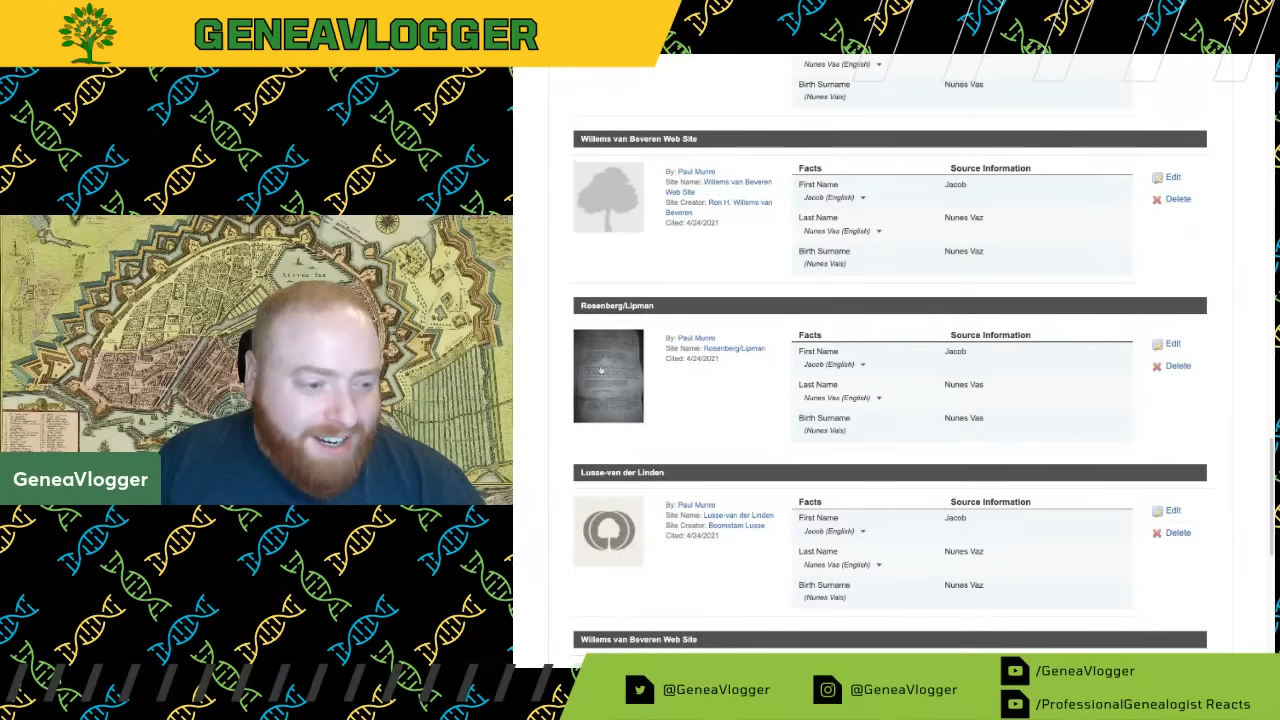 GENEAVLOGGER
Nunes Vas (English)
Birth Surname Nunes Vas
(Nunes Vais)
Willems van Beveren Web Site
By: Paul Munro
Site Name: Willems van Beveren
Web Site
Site Creator: Ron H. Willems van
Beveren
Cited: 4/24/2021
Facts Source Information
First Name Jacob
Jacob (English)
Last Name Nunes Vaz
Nunes Vas (English)
Birth Surname Nunes Vaz
(Nunes Vais)
Edit
Delete
Rosenberg/Lipman
By: Paul Munro
Site Name: Rosenberg/Lipman
Cited: 4/24/2021
Facts Source Information
First Name Jacob
Jacob (English)
Last Name Nunes Vas
Nunes Vas (English)
Birth Surname Nunes Vas
(Nunes Vais)
Edit
Delete
Lusse-van der Linden
By: Paul Munro
Site Name: Lusse-van der Linden
Site Creator: Boomstam Lusse
Cited: 4/24/2021
Facts Source Information
First Name Jacob
Jacob (English)
Last Name Nunes Vaz
Nunes Vas (English)
Birth Surname Nunes Vaz
(Nunes Vais)
Edit
Delete
Willems van Beveren Web Site
GeneaVlogger
@GeneaVlogger
@GeneaVlogger
/GeneaVlogger
/ProfessionalGenealogist Reacts